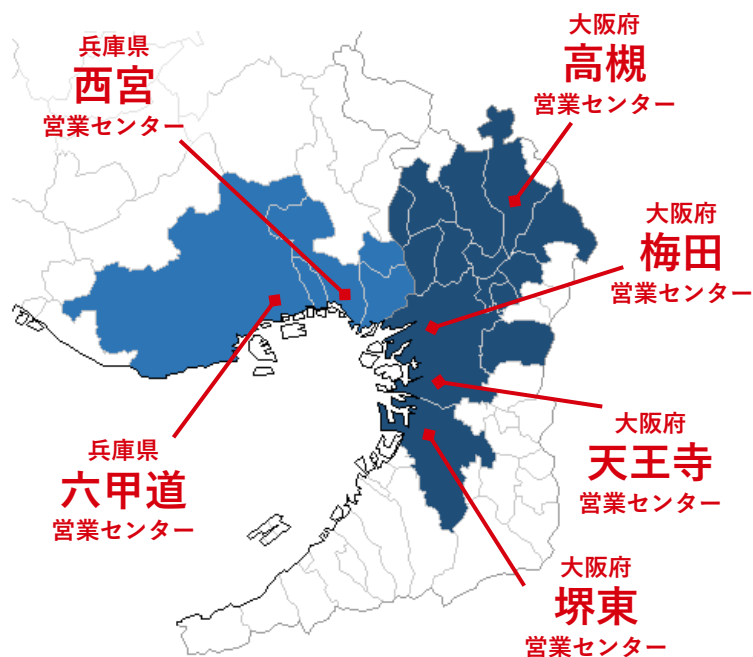 兵庫県
西宮
営業センター
大阪府
高槻
営業センター
大阪府
梅田
営業センター
大阪府
天王寺
営業センター
兵庫県
六甲道
営業センター
大阪府
堺東
営業センター